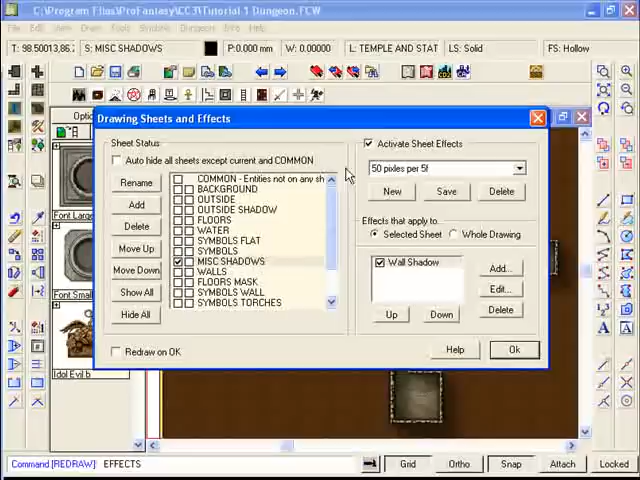 C:\Program Files\ProFantasy\CC3\Tutorial 1 Dungeon.FCW
T: 98.50013,86.
S: MISC SHADOWS
P:0.000 mm
W: 0.00000
L: TEMPLE AND STAT
LS: Solid
FS: Hollow
Drawing Sheets and Effects
Sheet Status
Auto hide all sheets except current and COMMON
Rename
Add
Delete
Move Up
Move Down
Show All
Hide All
COMMON - Entities not on any sh
BACKGROUND
OUTSIDE
OUTSIDE SHADOW
FLOORS
WATER
SYMBOLS FLAT
SYMBOLS
MISC SHADOWS
WALLS
FLOORS MASK
SYMBOLS WALL
SYMBOLS TORCHES
Redraw on OK
Activate Sheet Effects
50 pixles per 5f
New
Save
Delete
Effects that apply to
Selected Sheet
Whole Drawing
Wall Shadow
Add...
Edit...
Delete
Up
Down
Help
Ok
Opti
Font Large
Font Small
Idol Evil b
Command [REDRAW]: EFFECTS
Grid
Ortho
Snap
Attach
Locked